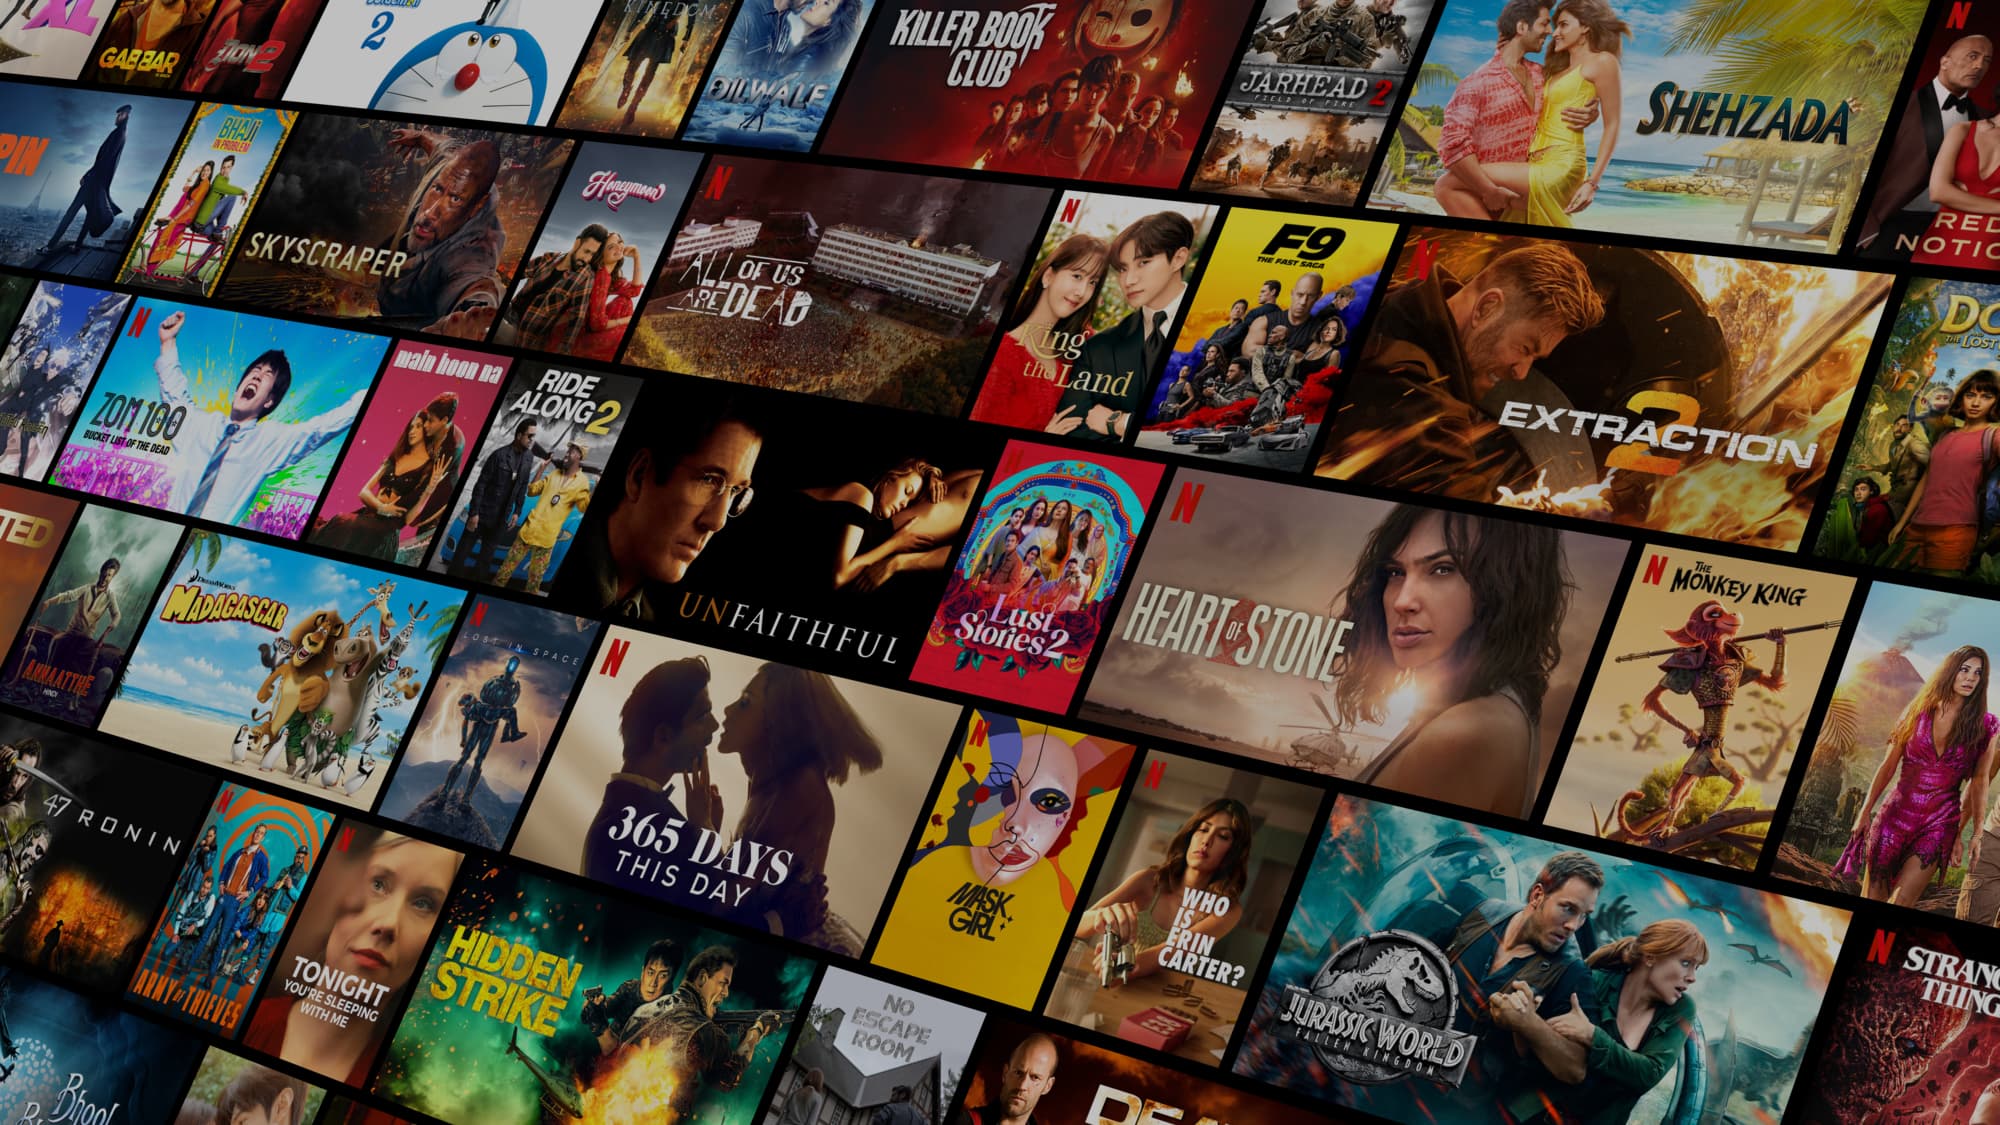 XL
GABBAR
DON 2
2
KINGDOM
DILWALE
KILLER BOOK
CLUB
JARHEAD 2
FIELD OF FIRE
SHEHZADA
N
RED
NOTIC
PIN
BHAJI
IN PROBLEM
SKYSCRAPER
Honeymoon
N
ALL OF US
ARE DEAD
N
King
the Land
F9
THE FAST SAGA
N
EXTRACTION
2
DO
THE LOST
N
ZOM 100
BUCKET LIST OF THE DEAD
main hoon na
RIDE
ALONG 2
UNFAITHFUL
Lust
Stories 2
N
HEART OF STONE
N
THE
MONKEY KING
TED
ANNAATTHE
HINDI
DREAMWORKS
MADAGASCAR
N
LOST IN SPACE
N
365 DAYS
THIS DAY
N
MASK
GIRL
N
WHO
IS
ERIN
CARTER?
JURASSIC WORLD
FALLEN KINGDOM
N
STRANG
THING
47 RONIN
N
ARMY OF THIEVES
N
TONIGHT
YOU'RE SLEEPING
WITH ME
HIDDEN
STRIKE
NO
ESCAPE
ROOM
Bhool
DEA